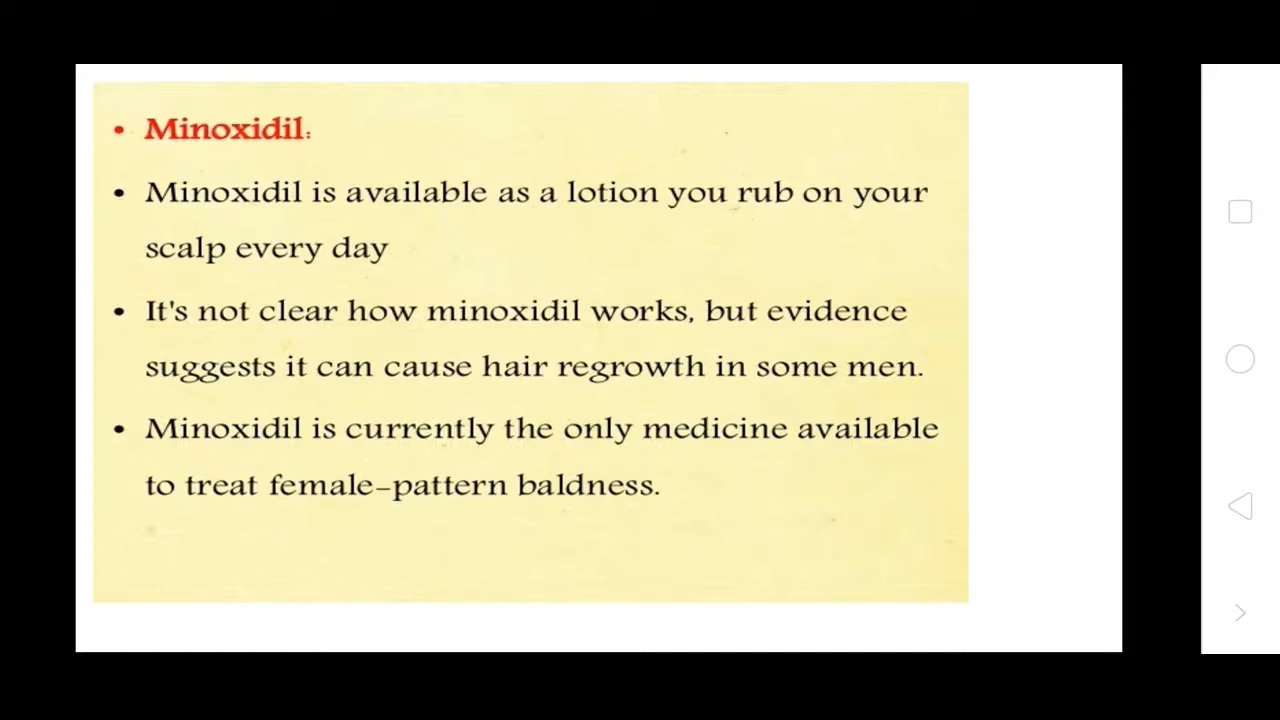 • Minoxidil:
• Minoxidil is available as a lotion you rub on your
scalp every day
• It's not clear how minoxidil works, but evidence
suggests it can cause hair regrowth in some men.
• Minoxidil is currently the only medicine available
to treat female-pattern baldness.